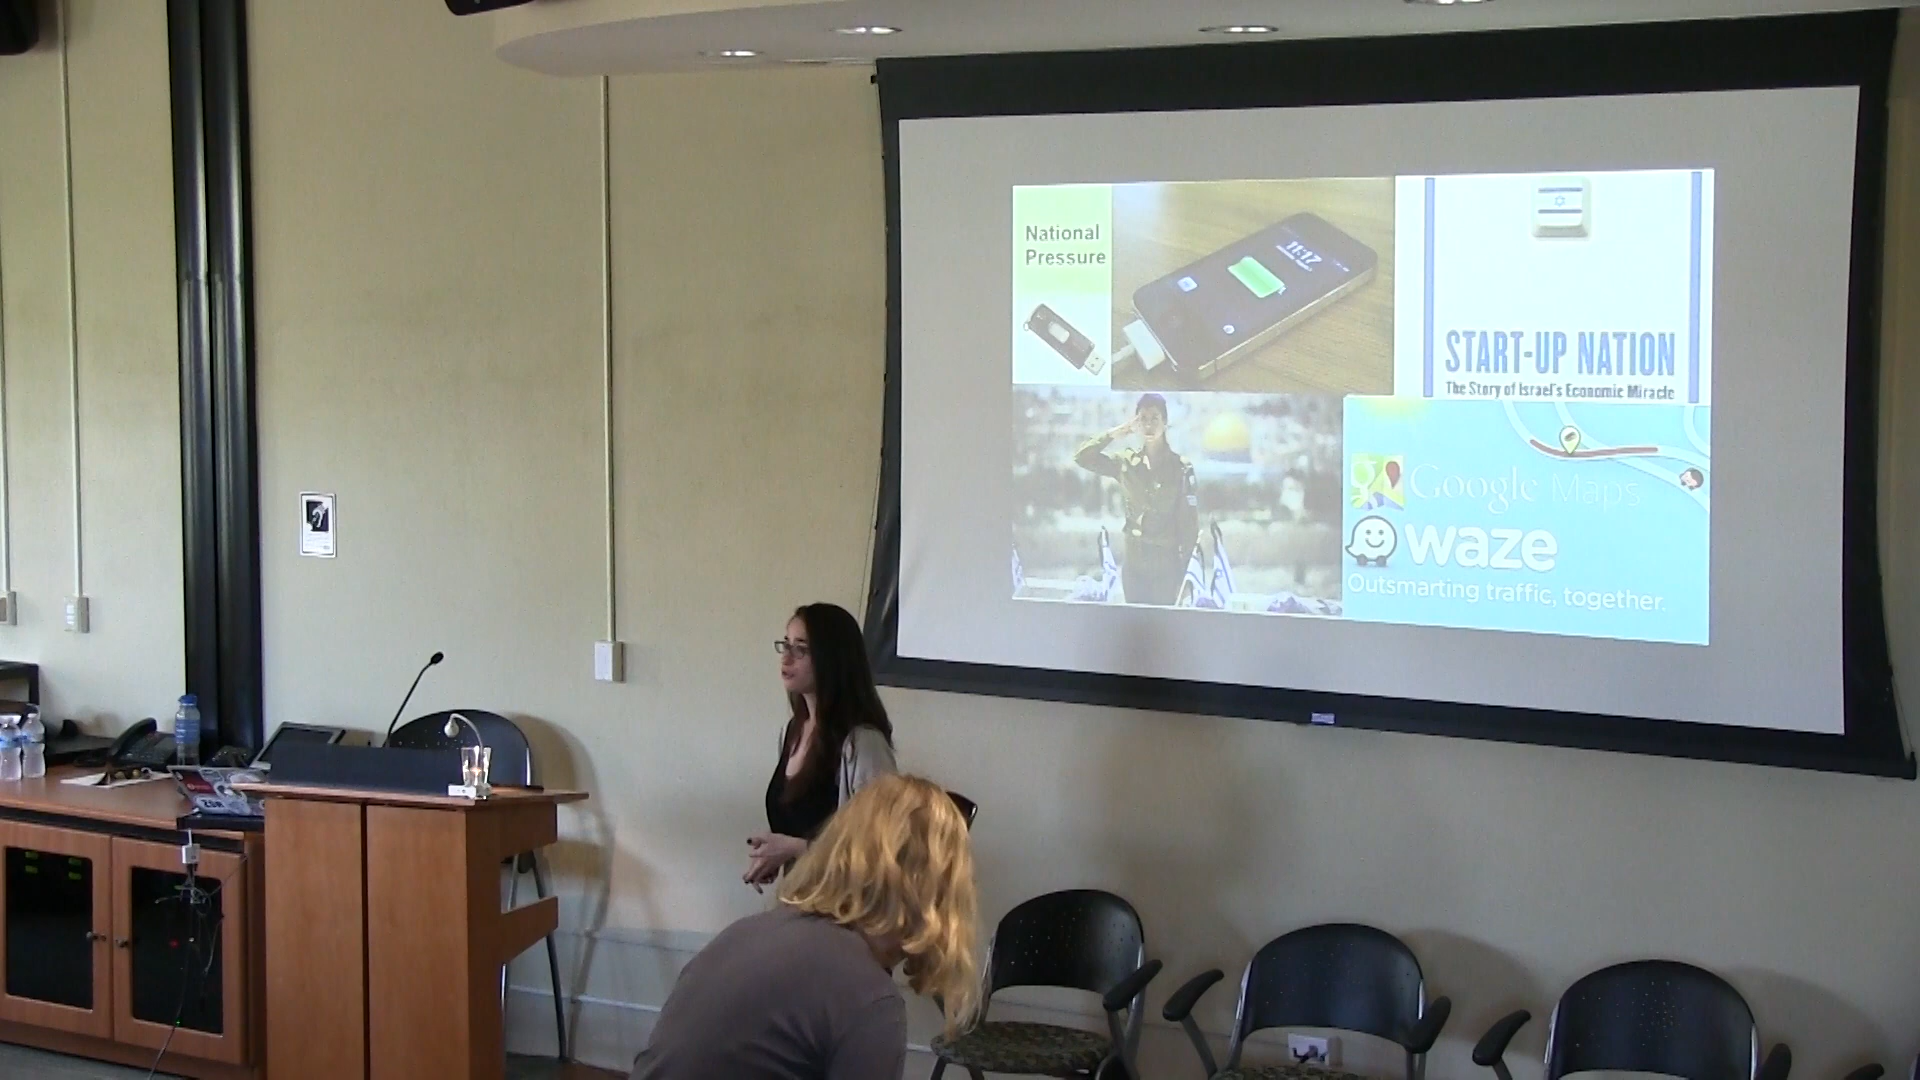 National
Pressure
11:17
START-UP NATION
The Story of Israel's Economic Miracle
Google Maps
waze
Outsmarting traffic, together.